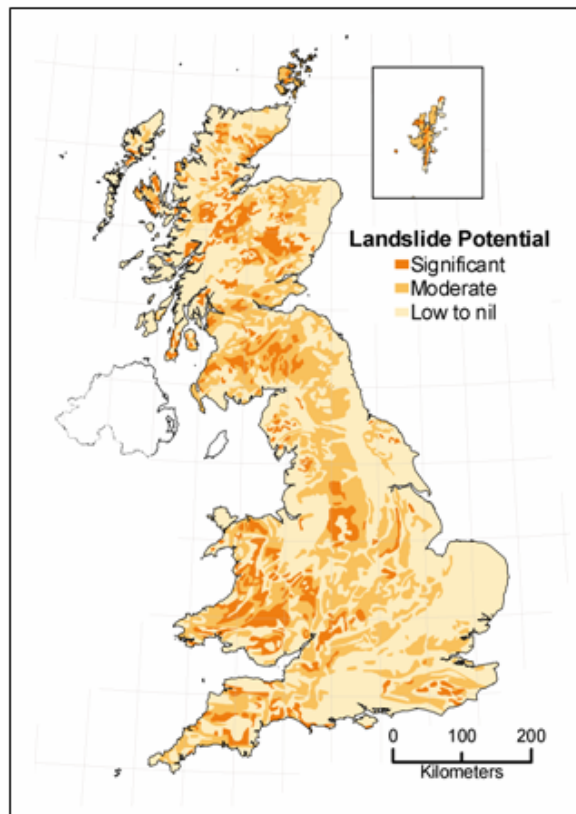 Landslide Potential
Significant
Moderate
Low to nil
0 100 200
Kilometers